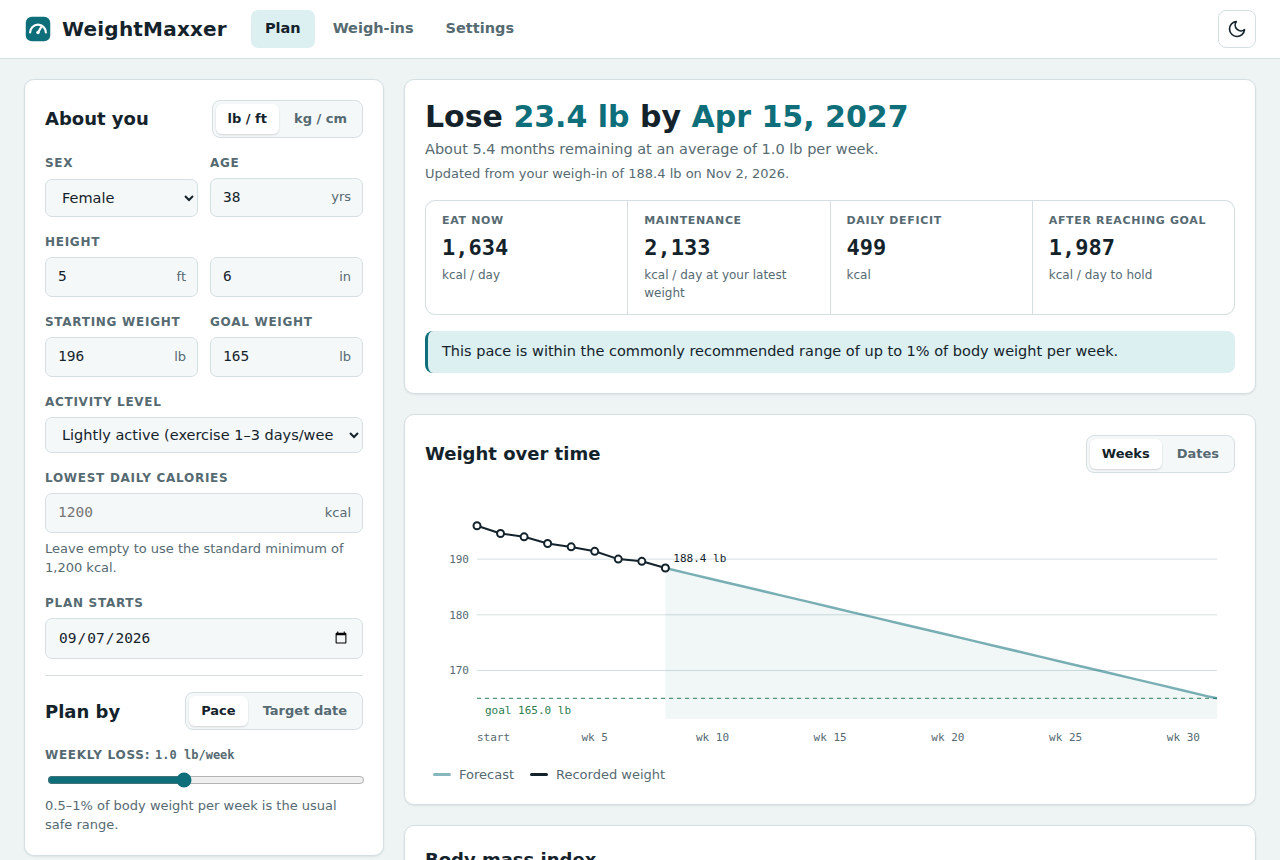 WeightMaxxer
Plan
Weigh-ins
Settings
About you
lb / ft
kg / cm
SEX
AGE
Female
38
yrs
HEIGHT
5
ft
6
in
STARTING WEIGHT
GOAL WEIGHT
196
lb
165
lb
ACTIVITY LEVEL
Lightly active (exercise 1–3 days/wee
LOWEST DAILY CALORIES
1200
kcal
Leave empty to use the standard minimum of
1,200 kcal.
PLAN STARTS
09/07/2026
Plan by
Pace
Target date
WEEKLY LOSS: 1.0 lb/week
0.5–1% of body weight per week is the usual
safe range.
Lose 23.4 lb by Apr 15, 2027
About 5.4 months remaining at an average of 1.0 lb per week.
Updated from your weigh-in of 188.4 lb on Nov 2, 2026.
EAT NOW
1,634
kcal / day
MAINTENANCE
2,133
kcal / day at your latest
weight
DAILY DEFICIT
499
kcal
AFTER REACHING GOAL
1,987
kcal / day to hold
This pace is within the commonly recommended range of up to 1% of body weight per week.
Weight over time
Weeks
Dates
190
180
170
188.4 lb
goal 165.0 lb
start
wk 5
wk 10
wk 15
wk 20
wk 25
wk 30
Forecast
Recorded weight
Body mass index